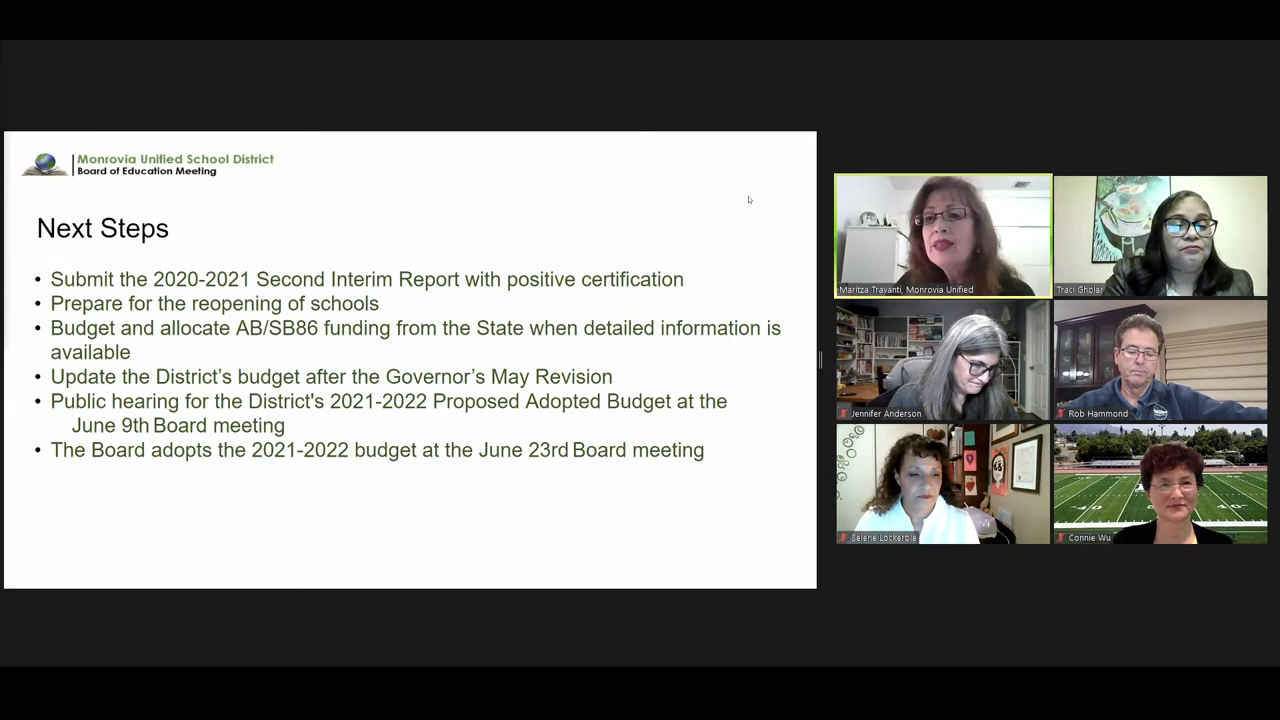 Monrovia Unified School District
Board of Education Meeting
Next Steps
• Submit the 2020-2021 Second Interim Report with positive certification
• Prepare for the reopening of schools
• Budget and allocate AB/SB86 funding from the State when detailed information is
available
• Update the District’s budget after the Governor’s May Revision
• Public hearing for the District's 2021-2022 Proposed Adopted Budget at the
June 9th Board meeting
• The Board adopts the 2021-2022 budget at the June 23rd Board meeting
Maritza Travanti, Monrovia Unified
Traci Gholar
Jennifer Anderson
Rob Hammond
Selene Lockerbie
Connie Wu